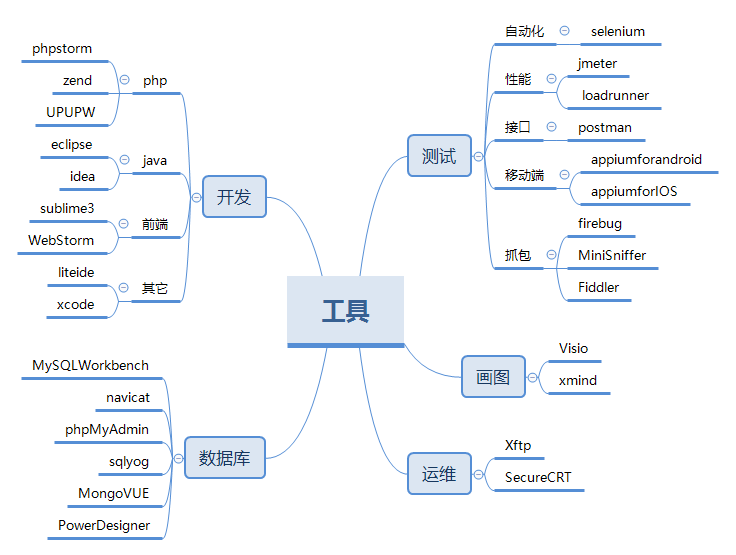 工具
开发
php
phpstorm
zend
UPUPW
java
eclipse
idea
前端
sublime3
WebStorm
其它
liteide
xcode
数据库
MySQLWorkbench
navicat
phpMyAdmin
sqlyog
MongoVUE
PowerDesigner
测试
自动化
selenium
性能
jmeter
loadrunner
接口
postman
移动端
appiumforandroid
appiumforIOS
抓包
firebug
MiniSniffer
Fiddler
画图
Visio
xmind
运维
Xftp
SecureCRT